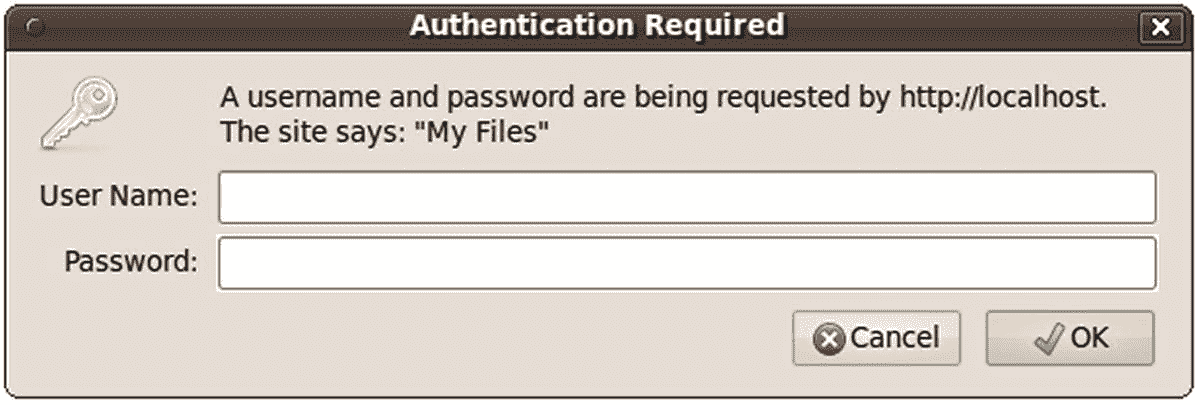 Authentication Required
A username and password are being requested by http://localhost.
The site says: "My Files"
User Name:
Password:
Cancel
OK